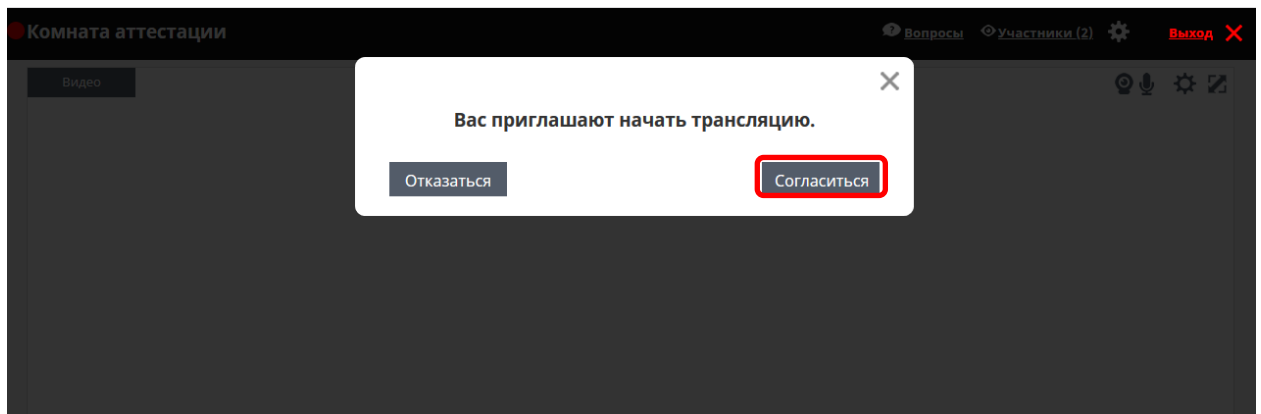 Комната аттестации
Вопросы
Участники (2)
Выход
Видео
Вас приглашают начать трансляцию.
Отказаться
Согласиться